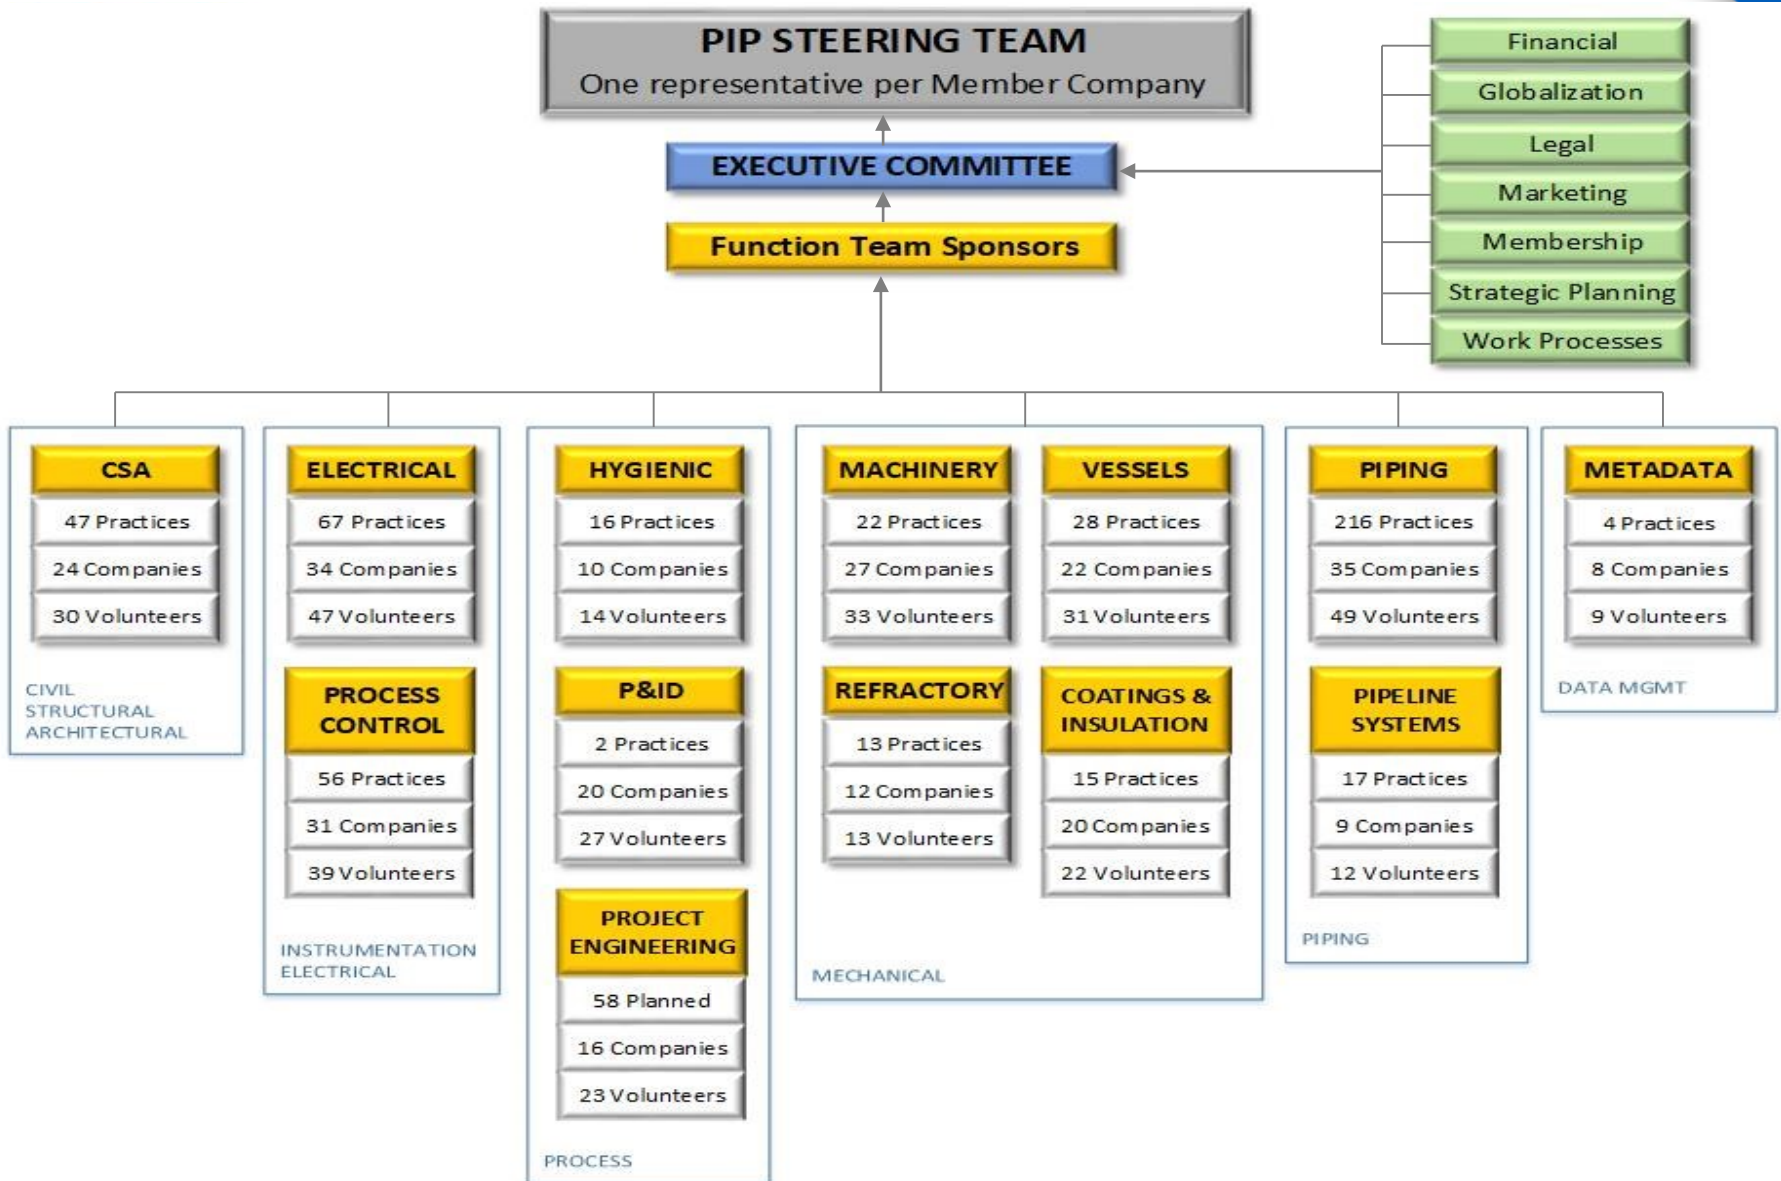 PIP STEERING TEAM
One representative per Member Company
EXECUTIVE COMMITTEE
Function Team Sponsors
Financial
Globalization
Legal
Marketing
Membership
Strategic Planning
Work Processes
CSA
47 Practices
24 Companies
30 Volunteers
CIVIL
STRUCTURAL
ARCHITECTURAL
ELECTRICAL
67 Practices
34 Companies
47 Volunteers
PROCESS
CONTROL
56 Practices
31 Companies
39 Volunteers
INSTRUMENTATION
ELECTRICAL
HYGIENIC
16 Practices
10 Companies
14 Volunteers
P&ID
2 Practices
20 Companies
27 Volunteers
PROJECT
ENGINEERING
58 Planned
16 Companies
23 Volunteers
PROCESS
MACHINERY
22 Practices
27 Companies
33 Volunteers
REFRACTORY
13 Practices
12 Companies
13 Volunteers
VESSELS
28 Practices
22 Companies
31 Volunteers
COATINGS &
INSULATION
15 Practices
20 Companies
22 Volunteers
MECHANICAL
PIPING
216 Practices
35 Companies
49 Volunteers
PIPELINE
SYSTEMS
17 Practices
9 Companies
12 Volunteers
PIPING
METADATA
4 Practices
8 Companies
9 Volunteers
DATA MGMT